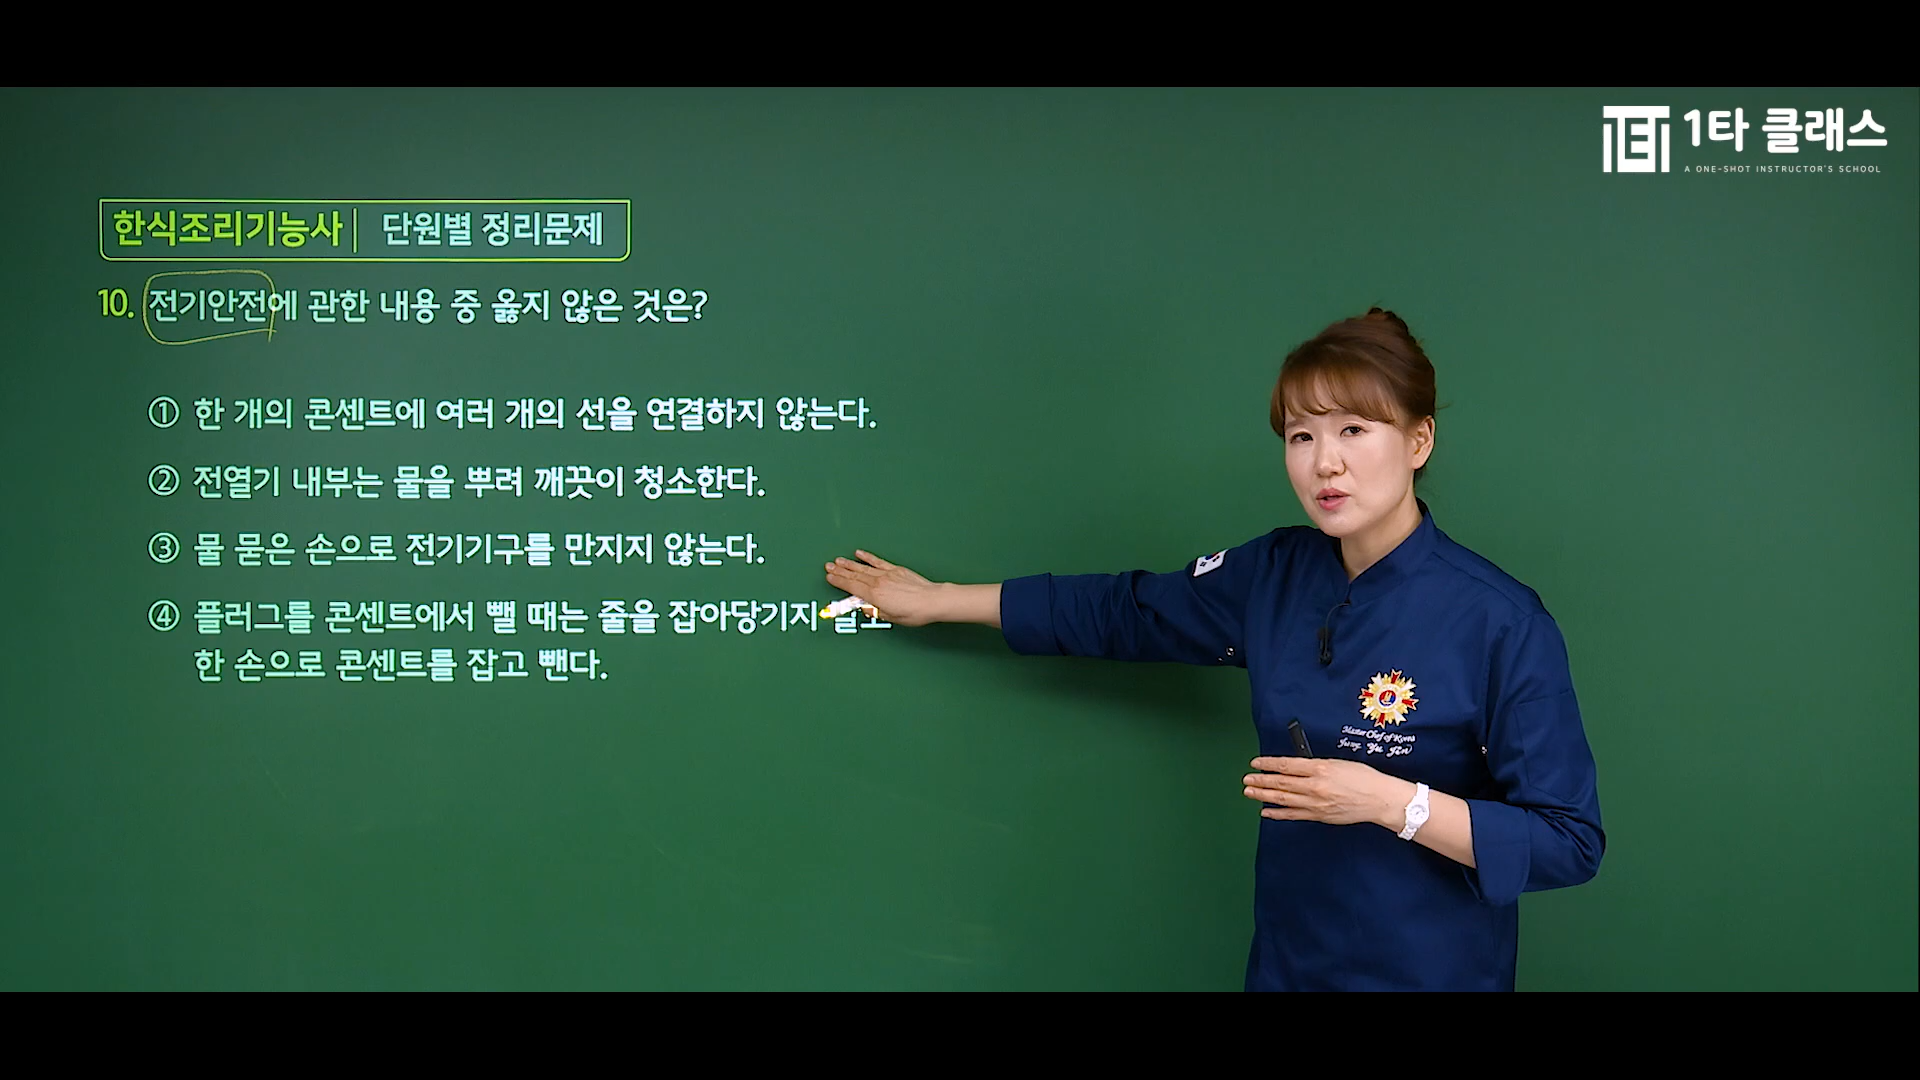 1타 클래스
A ONE-SHOT INSTRUCTOR'S SCHOOL
한식조리기능사 | 단원별 정리문제
10. 전기안전에 관한 내용 중 옳지 않은 것은?
① 한 개의 콘센트에 여러 개의 선을 연결하지 않는다.
② 전열기 내부는 물을 뿌려 깨끗이 청소한다.
③ 물 묻은 손으로 전기기구를 만지지 않는다.
④ 플러그를 콘센트에서 뺄 때는 줄을 잡아당기지 말고
한 손으로 콘센트를 잡고 뺀다.
Master Chef of Korea